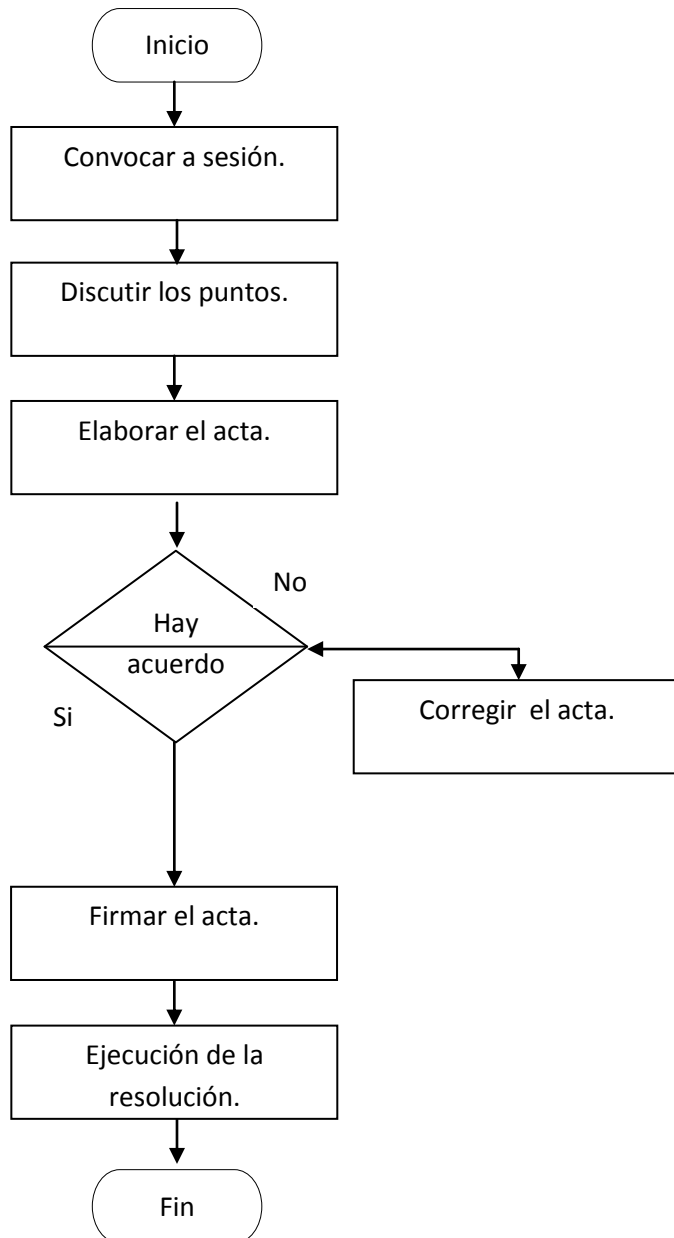 Inicio
Convocar a sesión.
Discutir los puntos.
Elaborar el acta.
No
Hay
acuerdo
Si
Corregir el acta.
Firmar el acta.
Ejecución de la
resolución.
Fin